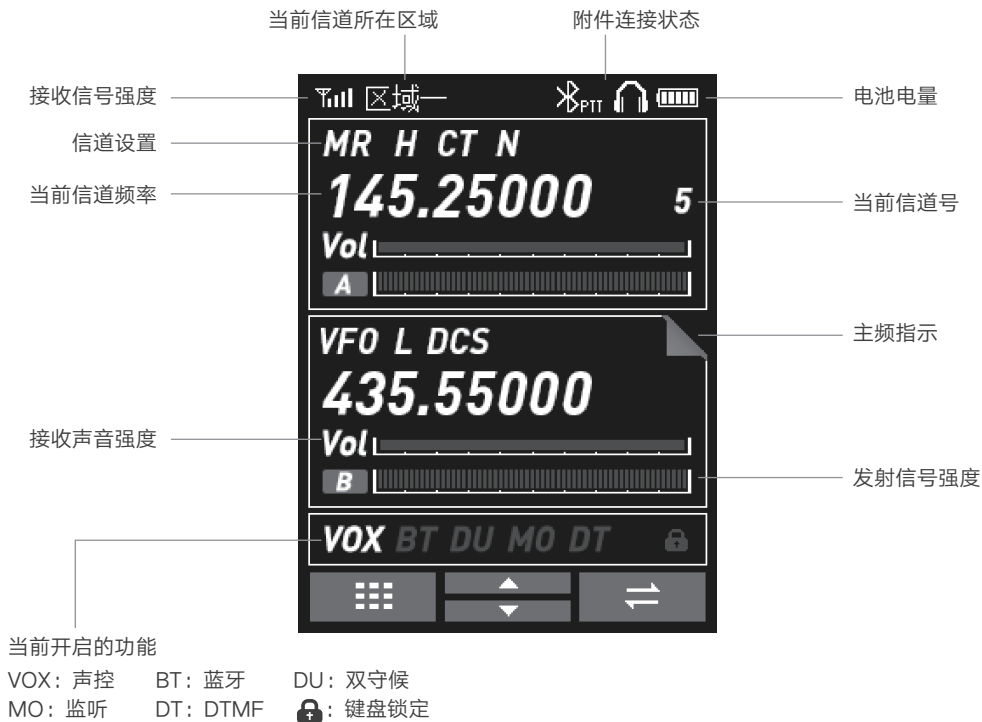 当前信道所在区域
附件连接状态
接收信号强度
区域一
PTT
电池电量
信道设置
MR H CT N
当前信道频率
145.25000
5
当前信道号
Vol
A
主频指示
VFO L DCS
435.55000
接收声音强度
Vol
B
发射信号强度
VOX BT DU MO DT
当前开启的功能
VOX：声控 BT：蓝牙 DU：双守候
MO：监听 DT：DTMF ：键盘锁定